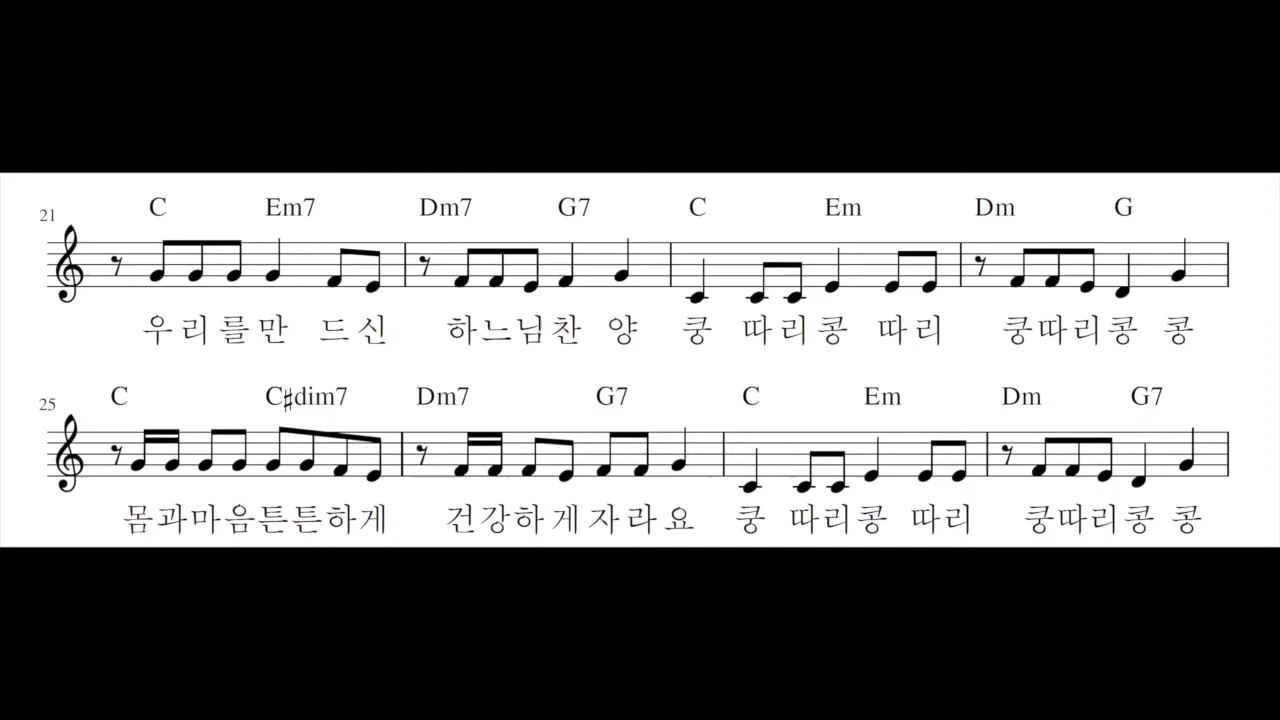 C Em7 Dm7 G7 C Em Dm G
21
우리를만 드신 하느님찬 양 쿵 따리콩 따리 쿵따리콩 콩
C C♯dim7 Dm7 G7 C Em Dm G7
25
몸과마음튼튼하게 건강하게자라요 쿵 따리콩 따리 쿵따리콩 콩